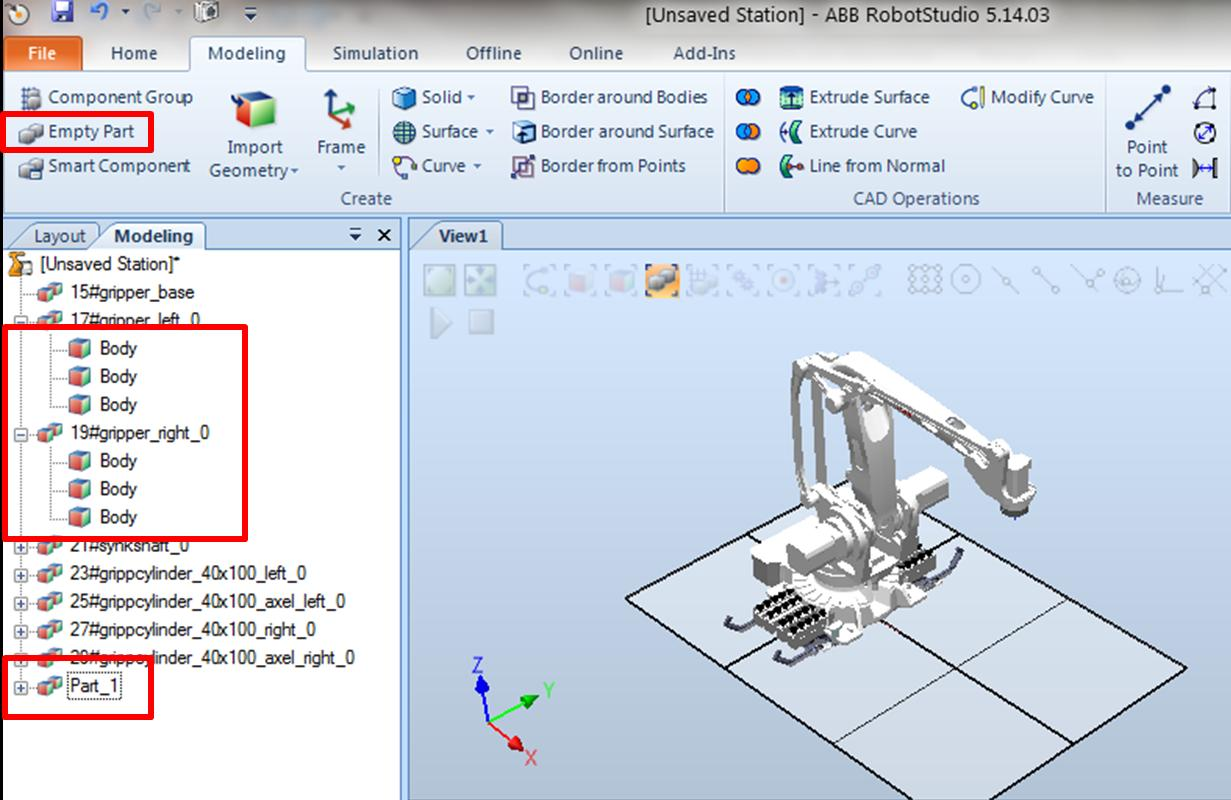 [Unsaved Station] - ABB RobotStudio 5.14.03
File Home Modeling Simulation Offline Online Add-Ins
Component Group
Empty Part
Smart Component
Import
Geometry
Frame
Solid
Surface
Curve
Border around Bodies
Border around Surface
Border from Points
Create
Extrude Surface
Extrude Curve
Line from Normal
Modify Curve
CAD Operations
Point
to Point
Measure
Layout Modeling
[Unsaved Station]*
15#gripper_base
17#gripper_left_0
Body
Body
Body
19#gripper_right_0
Body
Body
Body
21#synkshaft_0
23#grippcylinder_40x100_left_0
25#grippcylinder_40x100_axel_left_0
27#grippcylinder_40x100_right_0
29#grippcylinder_40x100_axel_right_0
Part_1
View1
Z
Y
X